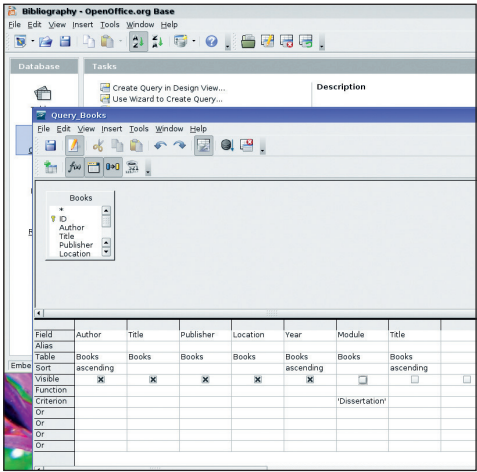 Bibliography - OpenOffice.org Base
File Edit View Insert Tools Window Help
Database Tasks
Create Query in Design View...
Use Wizard to Create Query...
Description
Query_Books
File Edit View Insert Tools Window Help
Books
*
ID
Author
Title
Publisher
Location
Field Author Title Publisher Location Year Module Title
Alias
Table Books Books Books Books Books Books Books
Sort ascending ascending ascending
Visible
Function
Criterion 'Dissertation'
Or
Or
Or
Or
Embe